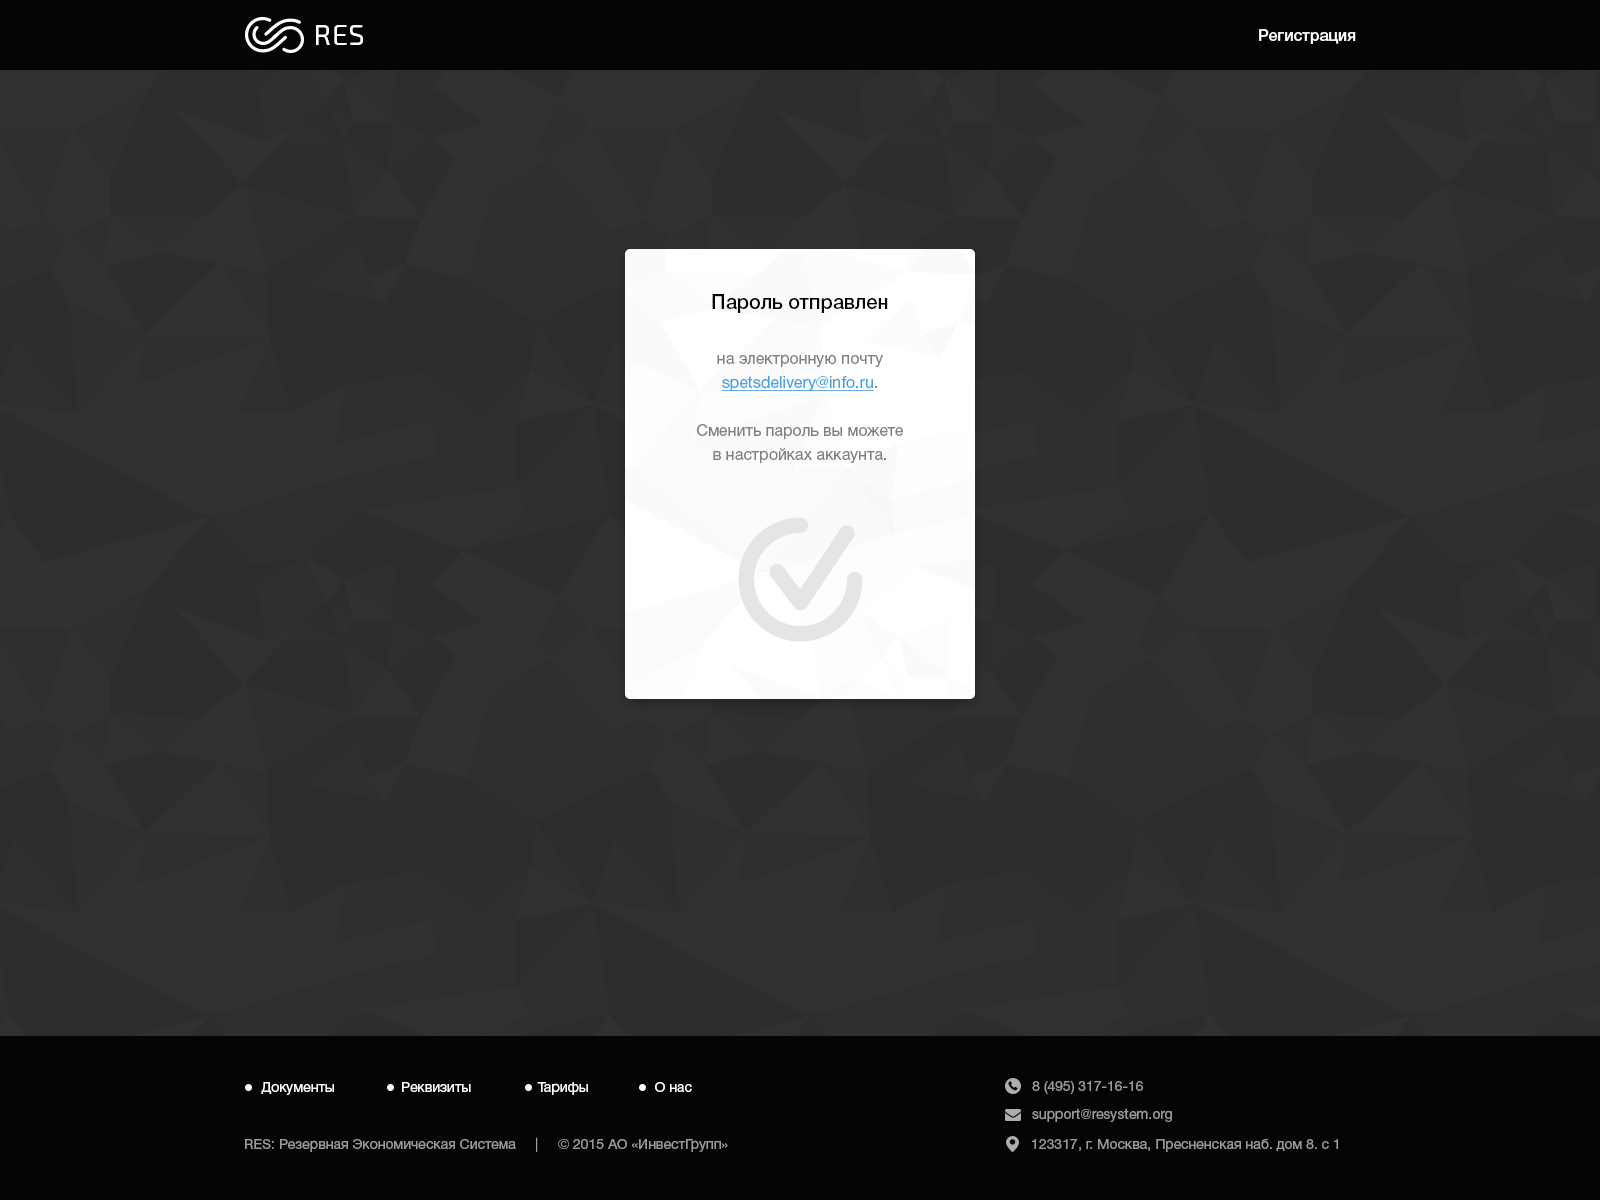 RES
Регистрация
Пароль отправлен
на электронную почту
spetsdelivery@info.ru.
Сменить пароль вы можете
в настройках аккаунта.
Документы
Реквизиты
Тарифы
О нас
8 (495) 317-16-16
support@resystem.org
RES: Резервная Экономическая Система | © 2015 АО «ИнвестГрупп»
123317, г. Москва, Пресненская наб. дом 8. с 1